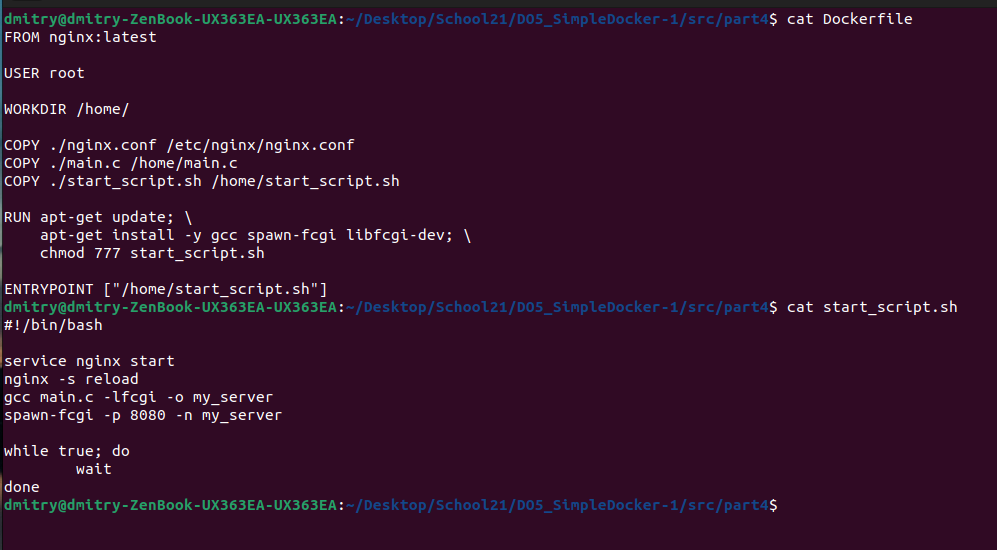 dmitry@dmitry-ZenBook-UX363EA-UX363EA:~/Desktop/School21/DO5_SimpleDocker-1/src/part4$ cat Dockerfile
FROM nginx:latest

USER root

WORKDIR /home/

COPY ./nginx.conf /etc/nginx/nginx.conf
COPY ./main.c /home/main.c
COPY ./start_script.sh /home/start_script.sh

RUN apt-get update; \
    apt-get install -y gcc spawn-fcgi libfcgi-dev; \
    chmod 777 start_script.sh

ENTRYPOINT ["/home/start_script.sh"]
dmitry@dmitry-ZenBook-UX363EA-UX363EA:~/Desktop/School21/DO5_SimpleDocker-1/src/part4$ cat start_script.sh
#!/bin/bash

service nginx start
nginx -s reload
gcc main.c -lfcgi -o my_server
spawn-fcgi -p 8080 -n my_server

while true; do
        wait
done
dmitry@dmitry-ZenBook-UX363EA-UX363EA:~/Desktop/School21/DO5_SimpleDocker-1/src/part4$